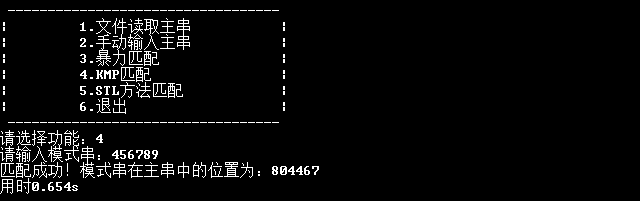 1.文件读取主串
2.手动输入主串
3.暴力匹配
4.KMP匹配
5.STL方法匹配
6.退出
请选择功能：4
请输入模式串：456789
匹配成功！模式串在主串中的位置为：804467
用时0.654s